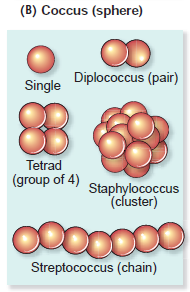 (B) Coccus (sphere)
Single
Diplococcus (pair)
Tetrad
(group of 4)
Staphylococcus
(cluster)
Streptococcus (chain)